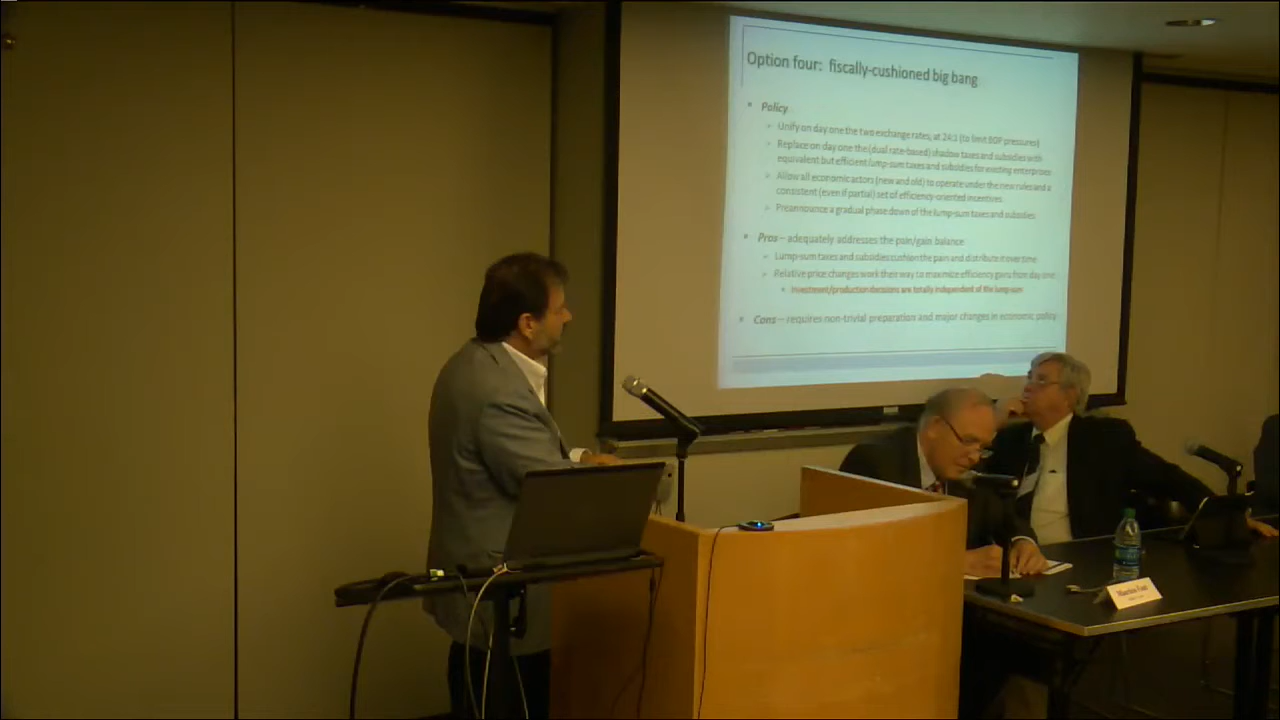 Option four: fiscally-cushioned big bang
Policy
Unify on day one the two exchange rates, at 24:1 (to limit BOP pressures)
Replace on day one the (dual rate-based) shadow taxes and subsidies with
equivalent but efficient lump-sum taxes and subsidies for existing enterprises
Allow all economic actors (new and old) to operate under the new rules and a
consistent (even if partial) set of efficiency-oriented incentives
Preannounce a gradual phase down of the lump-sum taxes and subsidies
Pros – adequately addresses the pain/gain balance
Lump-sum taxes and subsidies cushion the pain and distribute it over time
Relative price changes work their way to maximize efficiency gains from day one
Investment/production decisions are totally independent of the lump-sum
Cons – requires non-trivial preparation and major changes in economic policy